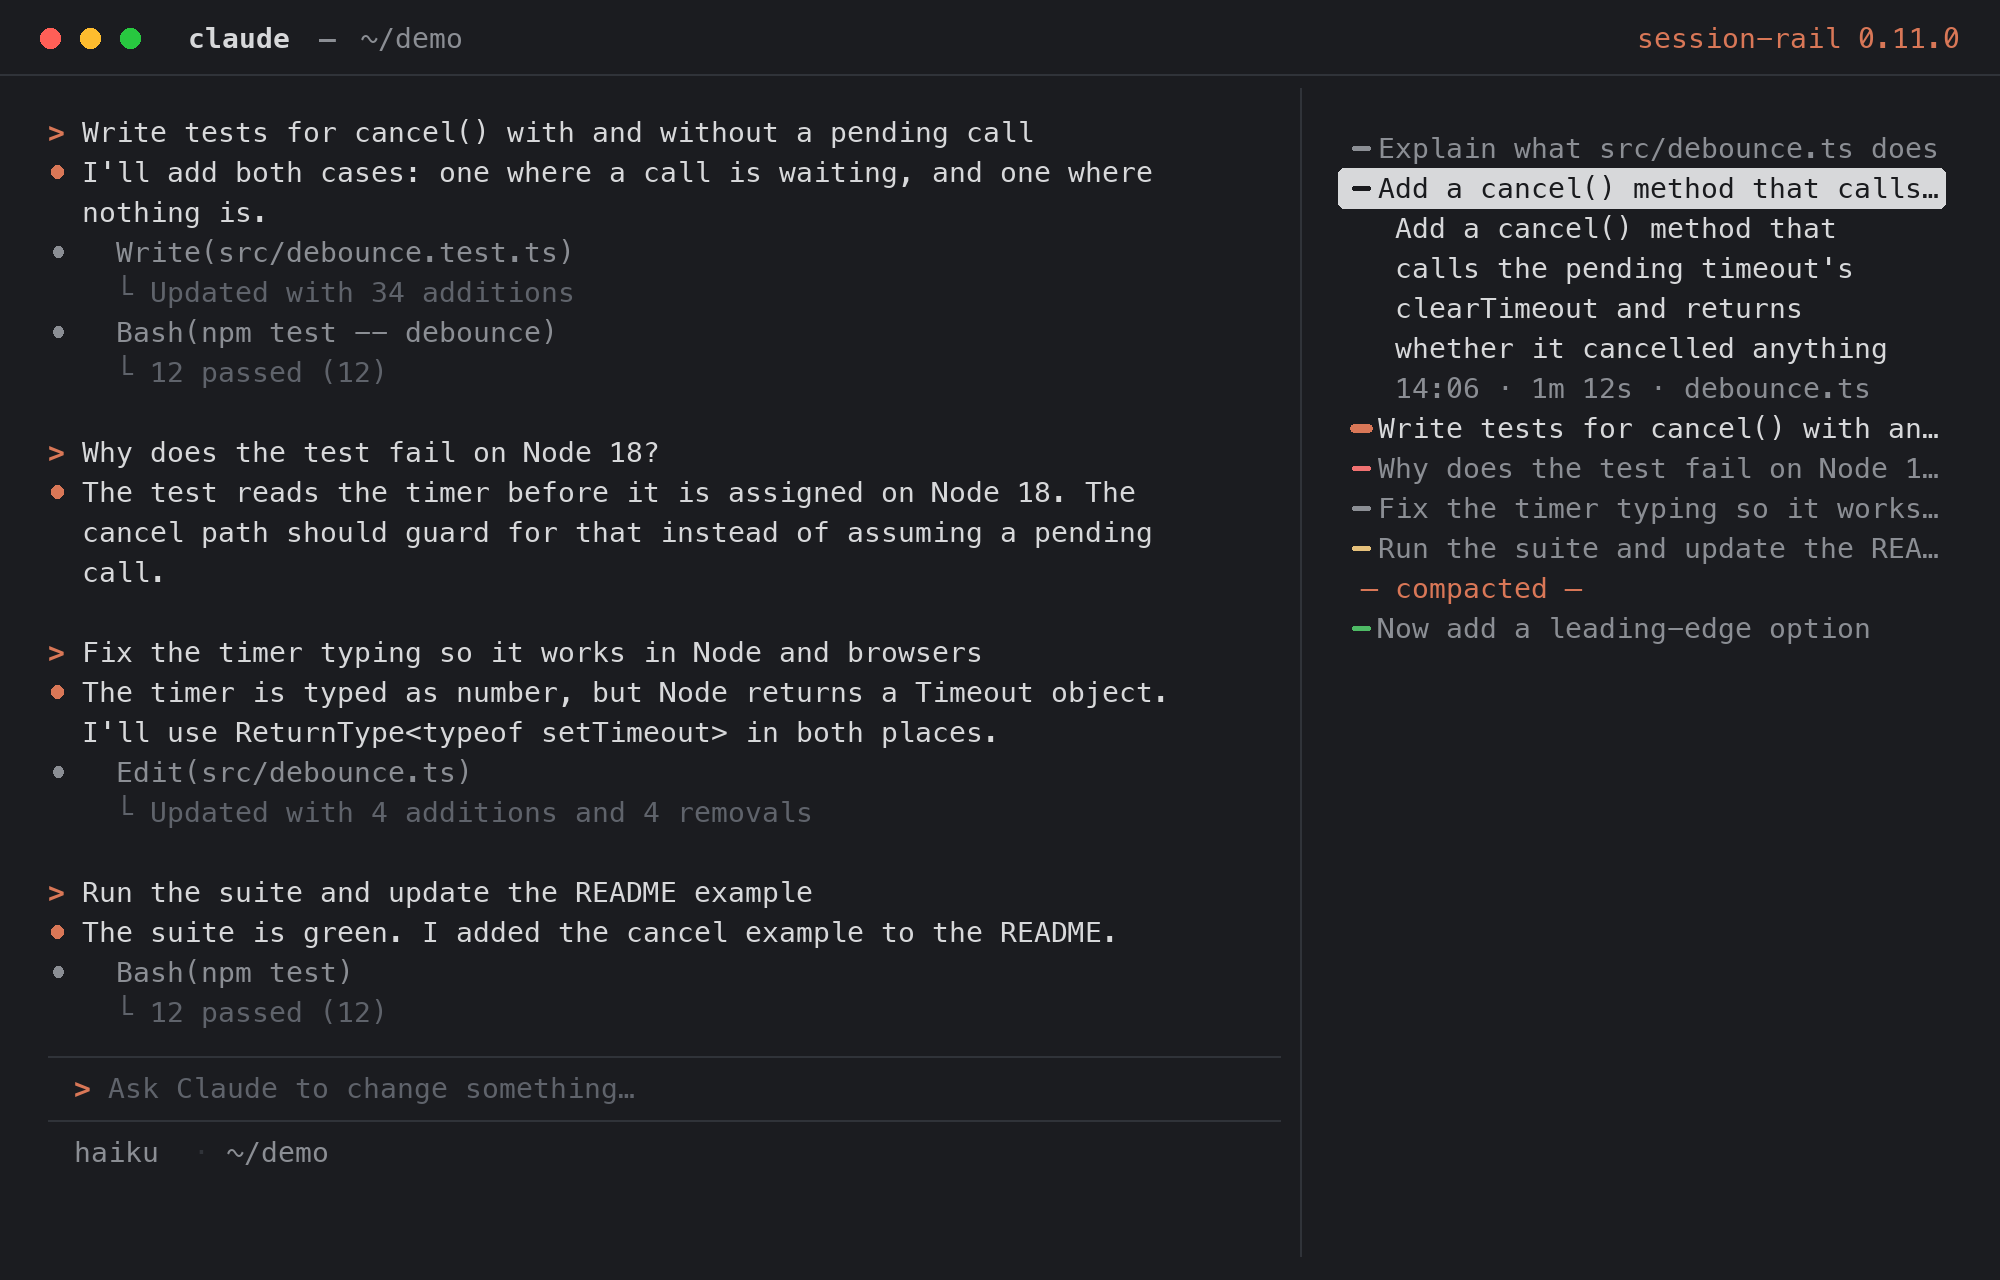 claude — ~/demo
session-rail 0.11.0
> Write tests for cancel() with and without a pending call
● I'll add both cases: one where a call is waiting, and one where
nothing is.
● Write(src/debounce.test.ts)
└ Updated with 34 additions
● Bash(npm test -- debounce)
└ 12 passed (12)
> Why does the test fail on Node 18?
● The test reads the timer before it is assigned on Node 18. The
cancel path should guard for that instead of assuming a pending
call.
> Fix the timer typing so it works in Node and browsers
● The timer is typed as number, but Node returns a Timeout object.
I'll use ReturnType<typeof setTimeout> in both places.
● Edit(src/debounce.ts)
└ Updated with 4 additions and 4 removals
> Run the suite and update the README example
● The suite is green. I added the cancel example to the README.
● Bash(npm test)
└ 12 passed (12)
> Ask Claude to change something…
haiku · ~/demo
Explain what src/debounce.ts does
Add a cancel() method that calls…
Add a cancel() method that
calls the pending timeout's
clearTimeout and returns
whether it cancelled anything
14:06 · 1m 12s · debounce.ts
Write tests for cancel() with an…
Why does the test fail on Node 1…
Fix the timer typing so it works…
Run the suite and update the REA…
— compacted —
Now add a leading-edge option